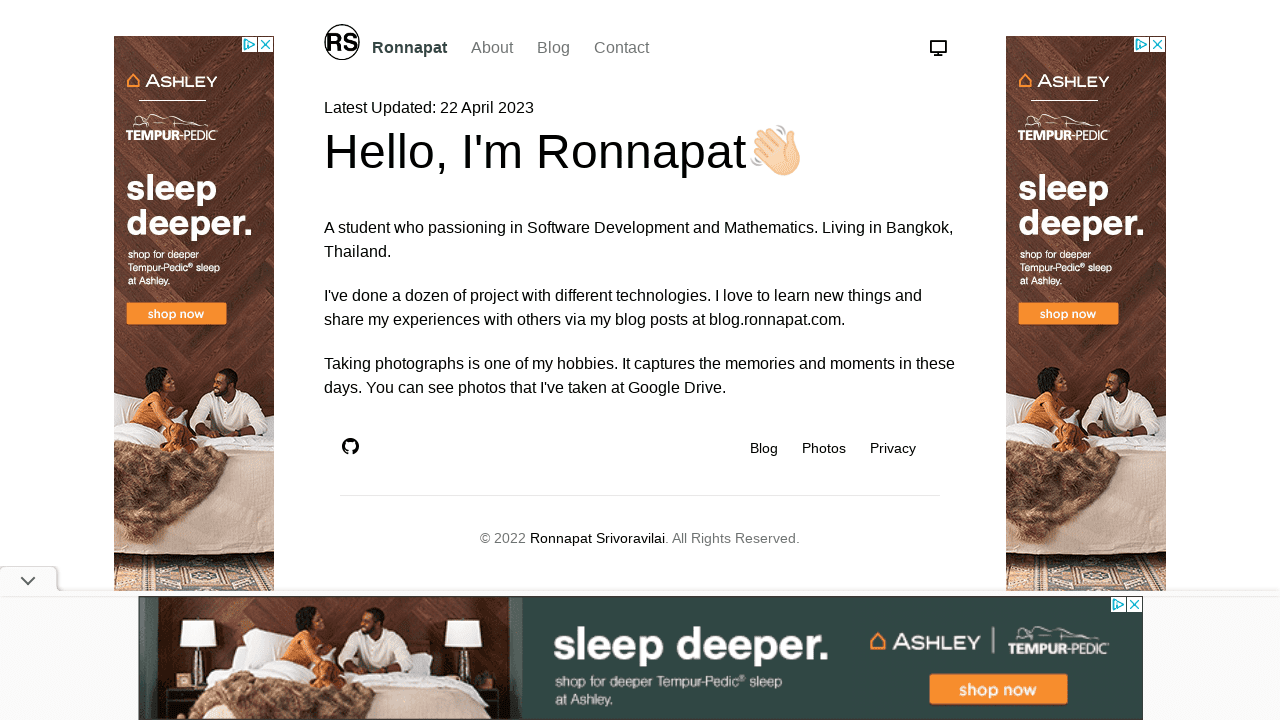 RS
Ronnapat
About
Blog
Contact
Latest Updated: 22 April 2023
Hello, I'm Ronnapat👋🏻
A student who passioning in Software Development and Mathematics. Living in Bangkok,
Thailand.
I've done a dozen of project with different technologies. I love to learn new things and
share my experiences with others via my blog posts at blog.ronnapat.com.
Taking photographs is one of my hobbies. It captures the memories and moments in these
days. You can see photos that I've taken at Google Drive.
Blog
Photos
Privacy
© 2022 Ronnapat Srivoravilai. All Rights Reserved.
ASHLEY
TEMPUR-PEDIC®
sleep
deeper.
shop for deeper
Tempur-Pedic® sleep
at Ashley.
shop now
ASHLEY
TEMPUR-PEDIC®
sleep
deeper.
shop for deeper
Tempur-Pedic® sleep
at Ashley.
shop now
sleep deeper.
shop for deeper Tempur-Pedic® sleep
at Ashley.
ASHLEY
TEMPUR-PEDIC®
shop now